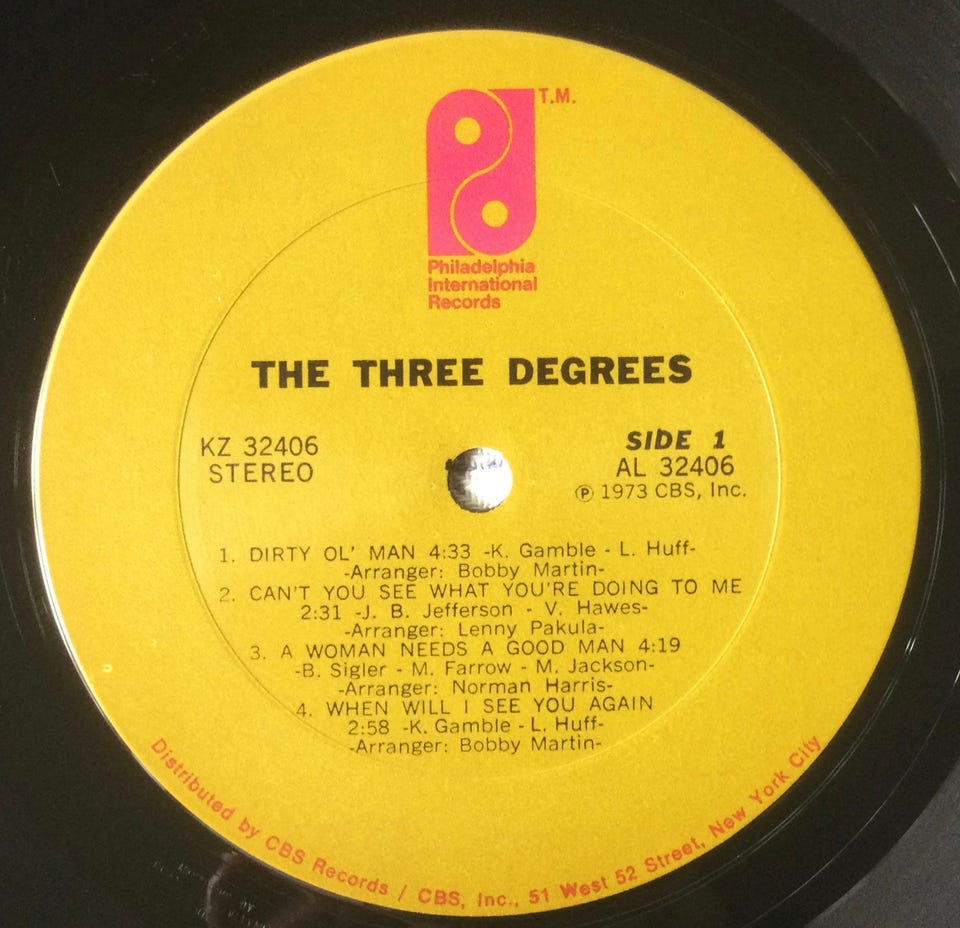 T.M.
Philadelphia
International
Records
THE THREE DEGREES
KZ 32406
STEREO
SIDE 1
AL 32406
℗ 1973 CBS, Inc.
1. DIRTY OL' MAN 4:33 -K. Gamble - L. Huff-
-Arranger: Bobby Martin-
2. CAN'T YOU SEE WHAT YOU'RE DOING TO ME
2:31 -J. B. Jefferson - V. Hawes-
-Arranger: Lenny Pakula-
3. A WOMAN NEEDS A GOOD MAN 4:19
-B. Sigler - M. Farrow - M. Jackson-
-Arranger: Norman Harris-
4. WHEN WILL I SEE YOU AGAIN
2:58 -K. Gamble - L. Huff-
-Arranger: Bobby Martin-
Distributed by CBS Records / CBS, Inc., 51 West 52 Street, New York City